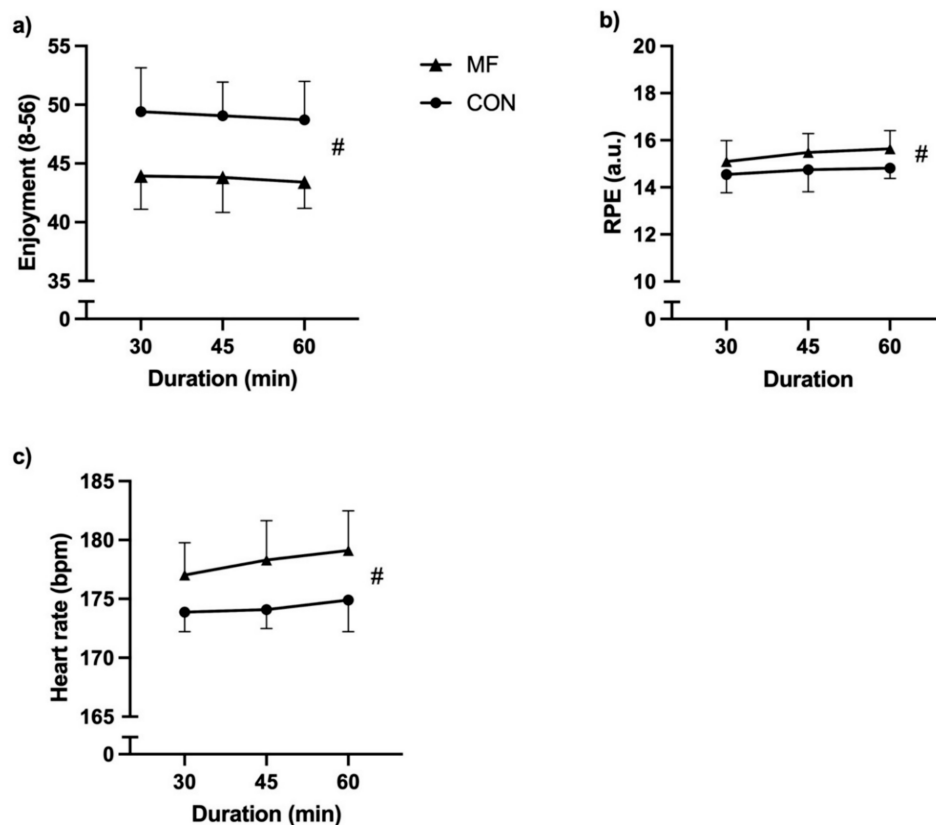 a)
Enjoyment (8-56)
55
50
45
40
35
0
30 45 60
Duration (min)
#
MF
CON
b)
RPE (a.u.)
20
18
16
14
12
10
0
30 45 60
Duration
#
c)
Heart rate (bpm)
185
180
175
170
165
0
30 45 60
Duration (min)
#